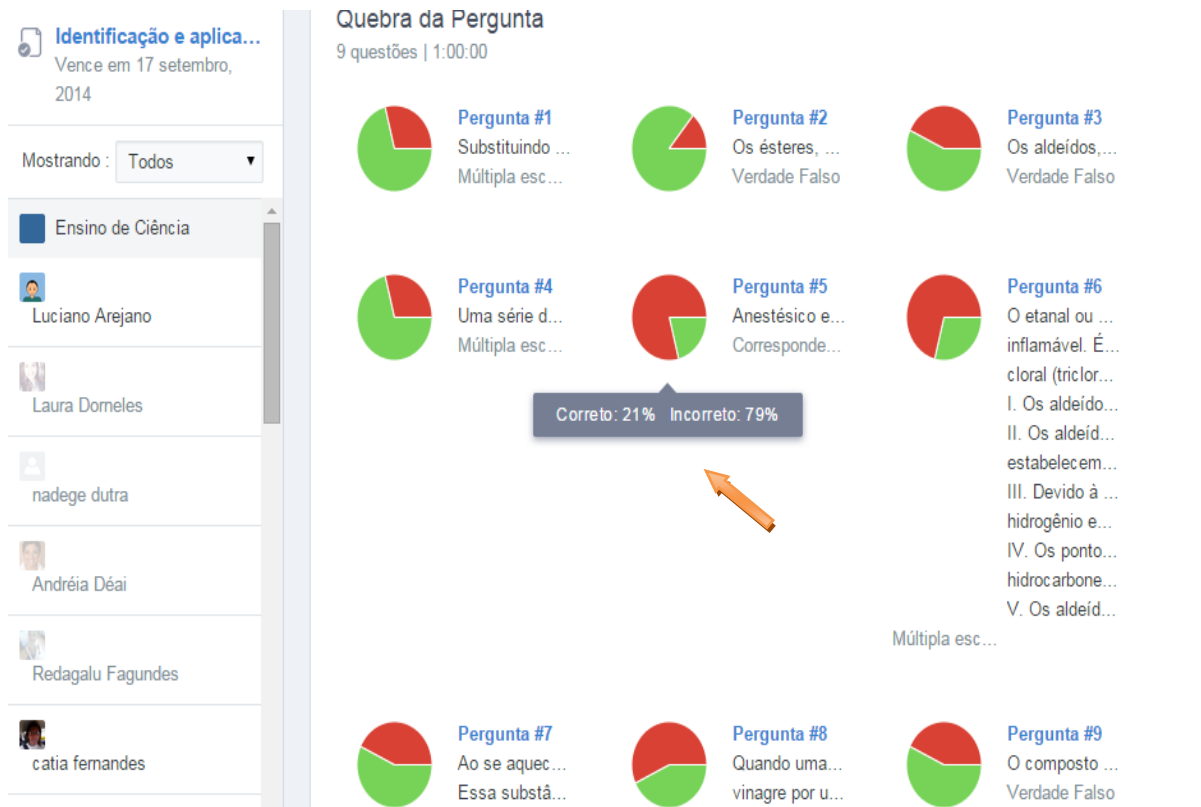 Identificação e aplica...
Vence em 17 setembro,
2014
Mostrando :
Todos
Ensino de Ciência
Luciano Arejano
Laura Dorneles
nadege dutra
Andréia Déai
Redagalu Fagundes
catia fernandes
Quebra da Pergunta
9 questões | 1:00:00
Pergunta #1
Substituindo ...
Múltipla esc...
Pergunta #2
Os ésteres, ...
Verdade Falso
Pergunta #3
Os aldeídos,...
Verdade Falso
Pergunta #4
Uma série d...
Múltipla esc...
Pergunta #5
Anestésico e...
Corresponde...
Correto: 21% Incorreto: 79%
Pergunta #6
O etanal ou ...
inflamável. É...
cloral (triclor...
I. Os aldeído...
II. Os aldeíd...
estabelecem...
III. Devido à ...
hidrogênio e...
IV. Os ponto...
hidrocarbone...
V. Os aldeíd...
Múltipla esc...
Pergunta #7
Ao se aquec...
Essa substâ...
Pergunta #8
Quando uma...
vinagre por u...
Pergunta #9
O composto ...
Verdade Falso